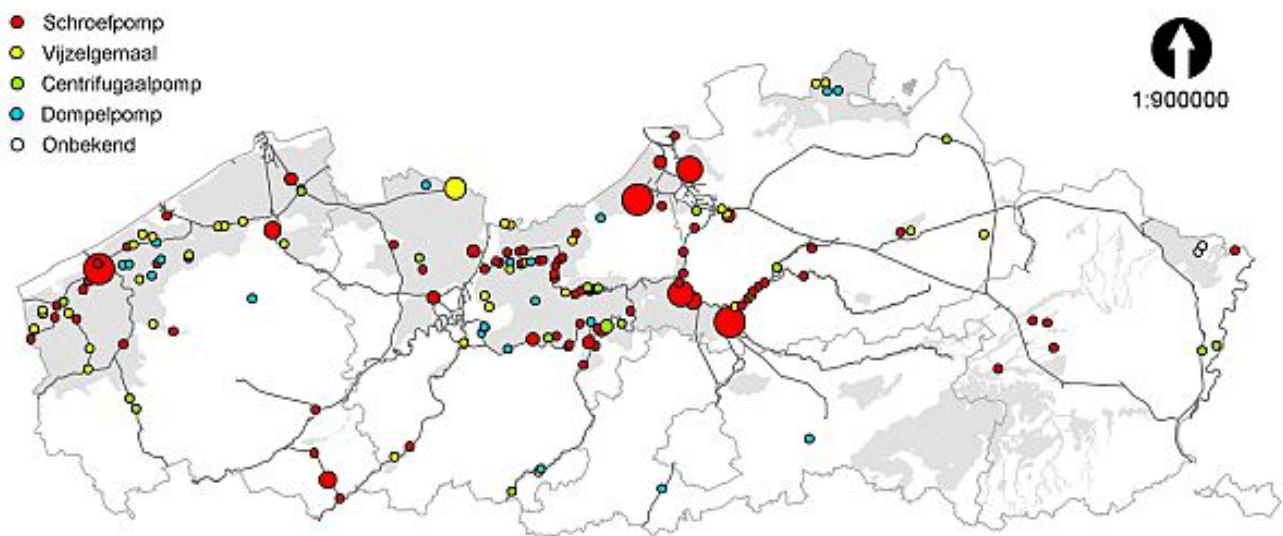 Schroefpomp
Vijzelgemaal
Centrifugaalpomp
Dompelpomp
Onbekend
1:900000